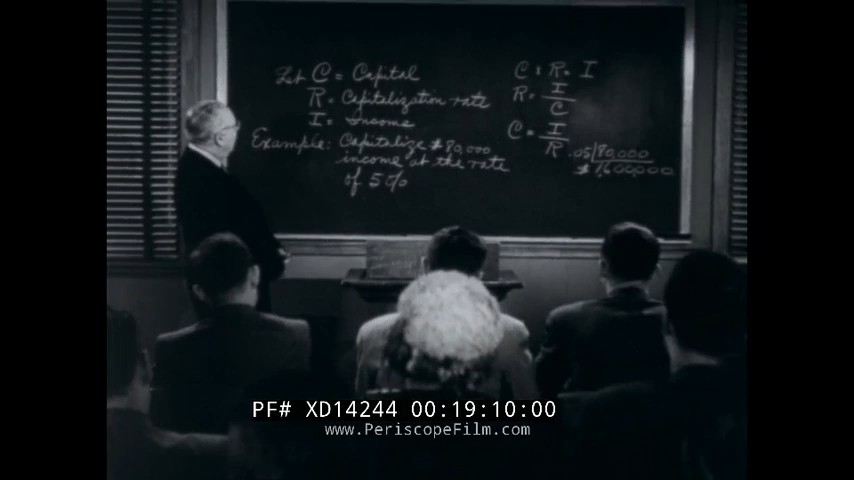 Let C = Capital
R = Capitalization rate
I = Income
Example: Capitalize $80,000
income at the rate
of 5%
C x R = I
R = I
C
C = I
R
.05/80,000
$1,600,000
PF# XD14244 00:19:10:00
www.PeriscopeFilm.com